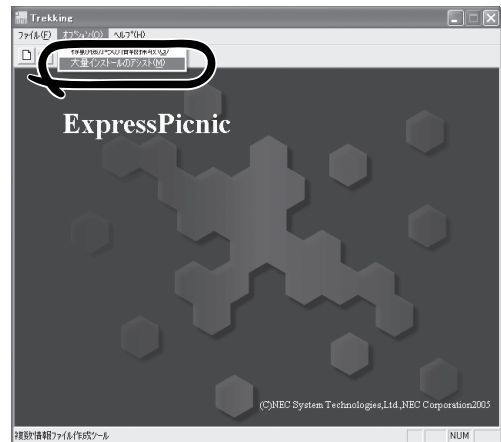 Trekking
ファイル(F) オプション(O) ヘルプ(H)
大量インストールのアシスト(M)
ExpressPicnic
(C)NEC System Technologies,Ltd.,NEC Corporation2005
複数情報ファイル作成ツール
NUM